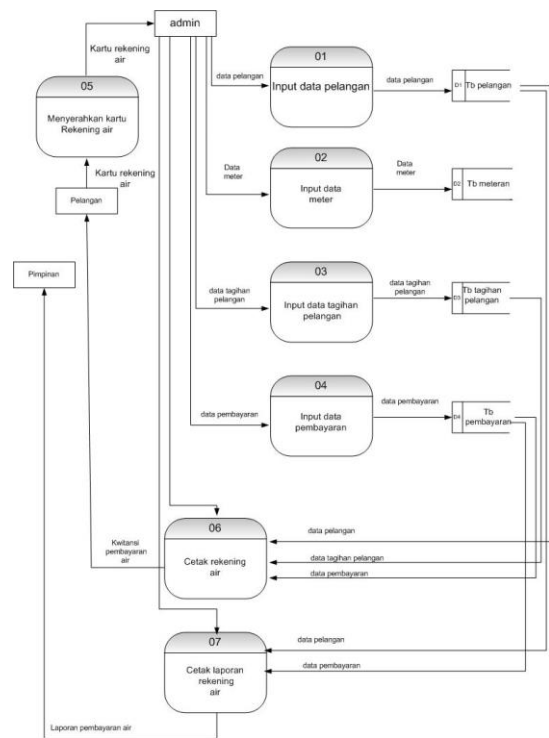 admin
Kartu rekening
air
05
Menyerahkan kartu
Rekening air
Kartu rekening
air
Pelangan
Pimpinan
data pelangan
01
Input data pelangan
data pelangan
D1
Tb pelangan
Data
meter
02
Input data
meter
Data
meter
D2
Tb meteran
data tagihan
pelangan
03
Input data tagihan
pelangan
data tagihan
pelangan
D3
Tb tagihan
pelangan
data pembayaran
04
Input data
pembayaran
data pembayaran
D4
Tb
pembayaran
Kwitansi
pembayaran
air
06
Cetak rekening
air
data pelangan
data tagihan pelangan
data pembayaran
07
Cetak laporan
rekening
air
data pelangan
data pembayaran
Laporan pembayaran air